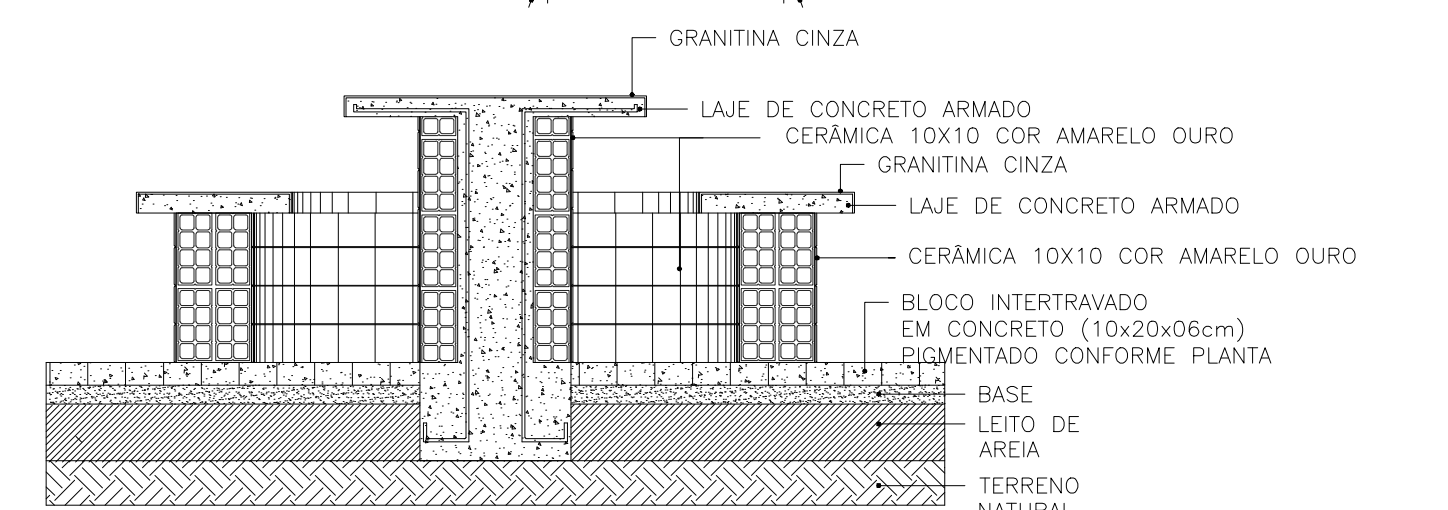 GRANITINA CINZA
LAJE DE CONCRETO ARMADO
CERÂMICA 10X10 COR AMARELO OURO
GRANITINA CINZA
LAJE DE CONCRETO ARMADO
CERÂMICA 10X10 COR AMARELO OURO
BLOCO INTERTRAVADO
EM CONCRETO (10x20x06cm)
PIGMENTADO CONFORME PLANTA
BASE
LEITO DE
AREIA
TERRENO
NATURAL